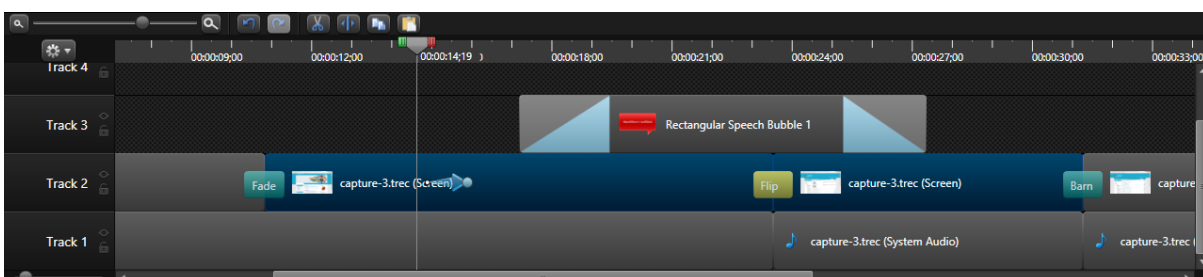 00:00:09;00 00:00:12;00 00:00:14;19 00:00:18;00 00:00:21;00 00:00:24;00 00:00:27;00 00:00:30;00 00:00:33;00
Track 4
Track 3 Rectangular Speech Bubble 1
Track 2 Fade capture-3.trec (Screen) Flip capture-3.trec (Screen) Barn capture
Track 1 capture-3.trec (System Audio) capture-3.trec (